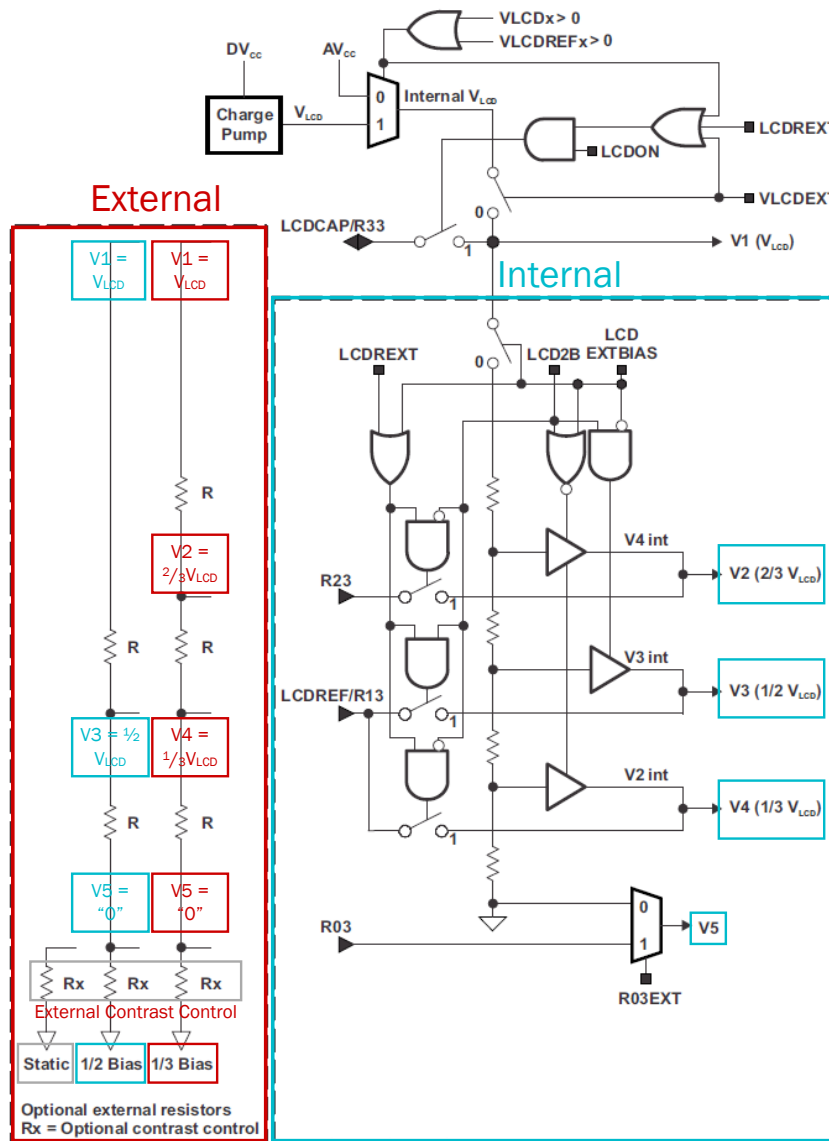 VLCDx > 0
VLCDREFx > 0
DVcc
AVcc
0
1
Internal VLCD
Charge
Pump
VLCD
LCDREXT
LCDON
VLCDEXT
External
0
LCDCAP/R33
1
V1 (VLCD)
Internal
V1 =
VLCD
V1 =
VLCD
LCDREXT
0
LCD2B
LCD
EXTBIAS
R
V2 =
2/3VLCD
V4 int
R23
1
V2 (2/3 VLCD)
R
R
V3 int
LCDREF/R13
1
V3 (1/2 VLCD)
V3 = ½
VLCD
V4 =
1/3VLCD
V2 int
R
R
1
V4 (1/3 VLCD)
V5 =
"0"
V5 =
"0"
R03
0
1
V5
R03EXT
Rx
Rx
Rx
External Contrast Control
Static
1/2 Bias
1/3 Bias
Optional external resistors
Rx = Optional contrast control